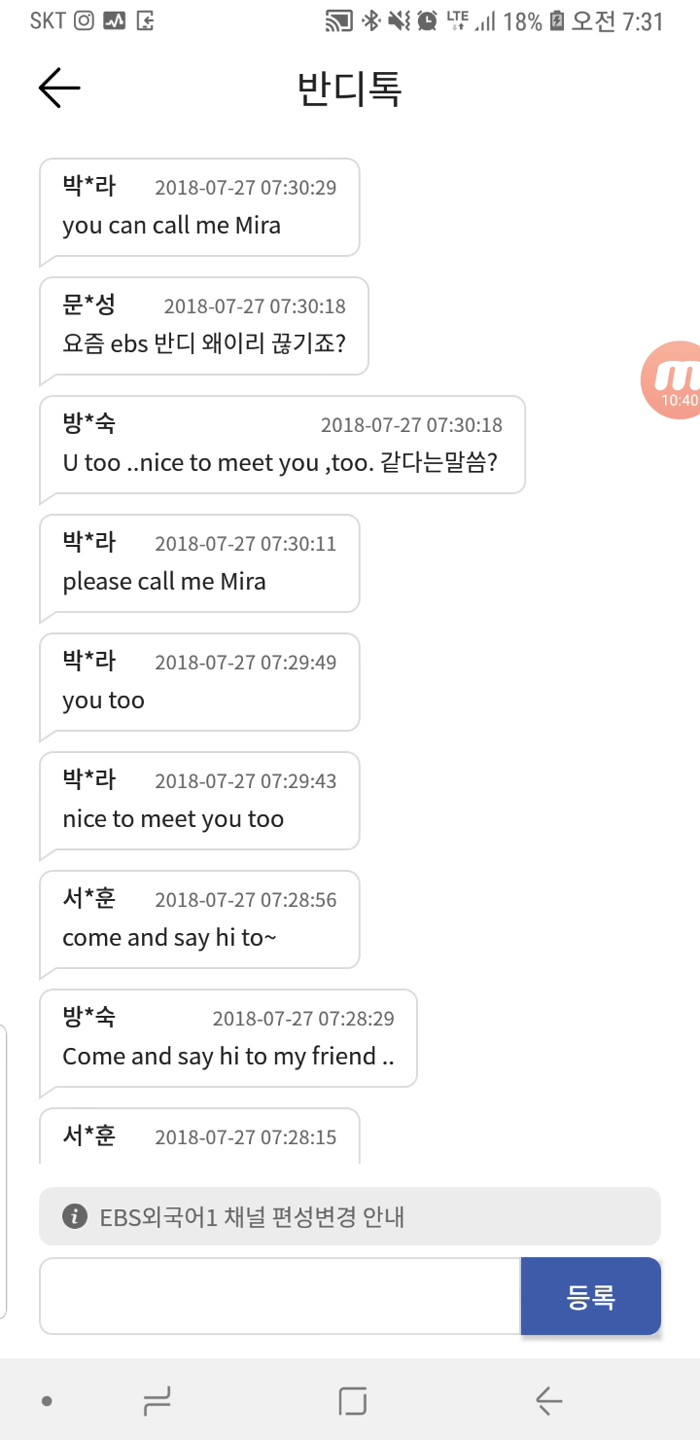 SKT LTE 18% 오전 7:31
반디톡
박*라 2018-07-27 07:30:29
you can call me Mira
문*성 2018-07-27 07:30:18
요즘 ebs 반디 왜이리 끊기죠?
방*숙 2018-07-27 07:30:18
U too ..nice to meet you ,too. 같다는말씀?
박*라 2018-07-27 07:30:11
please call me Mira
박*라 2018-07-27 07:29:49
you too
박*라 2018-07-27 07:29:43
nice to meet you too
서*훈 2018-07-27 07:28:56
come and say hi to~
방*숙 2018-07-27 07:28:29
Come and say hi to my friend ..
서*훈 2018-07-27 07:28:15
m
10:40
EBS외국어1 채널 편성변경 안내
등록